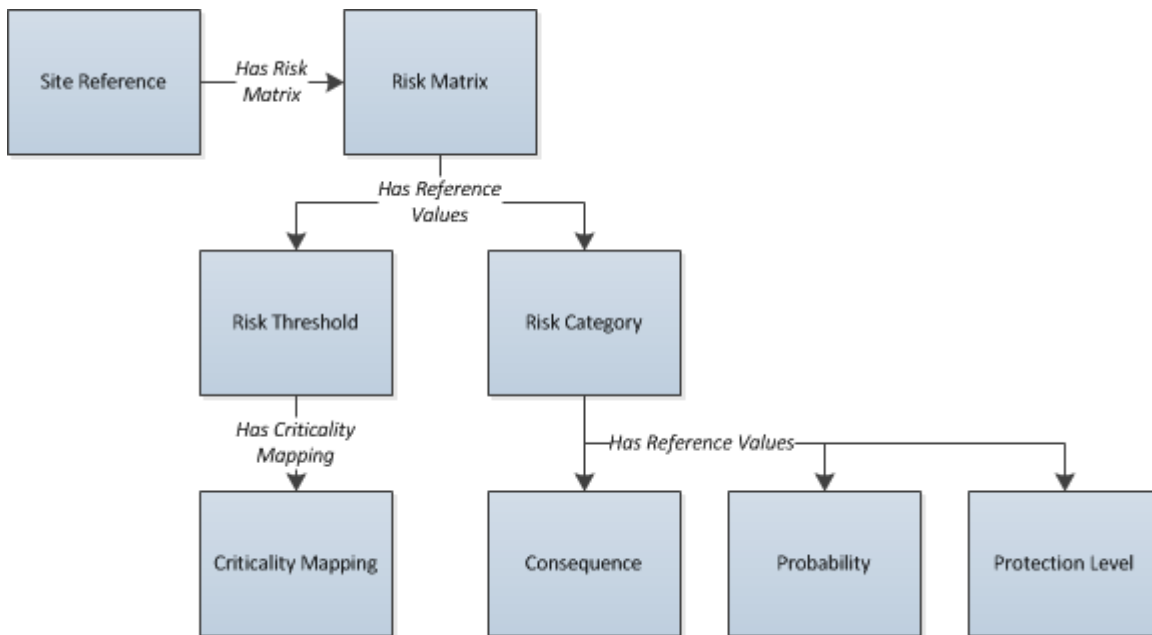 Site Reference
Has Risk
Matrix
Risk Matrix
Has Reference
Values
Risk Threshold
Risk Category
Has Criticality
Mapping
Has Reference Values
Criticality Mapping
Consequence
Probability
Protection Level